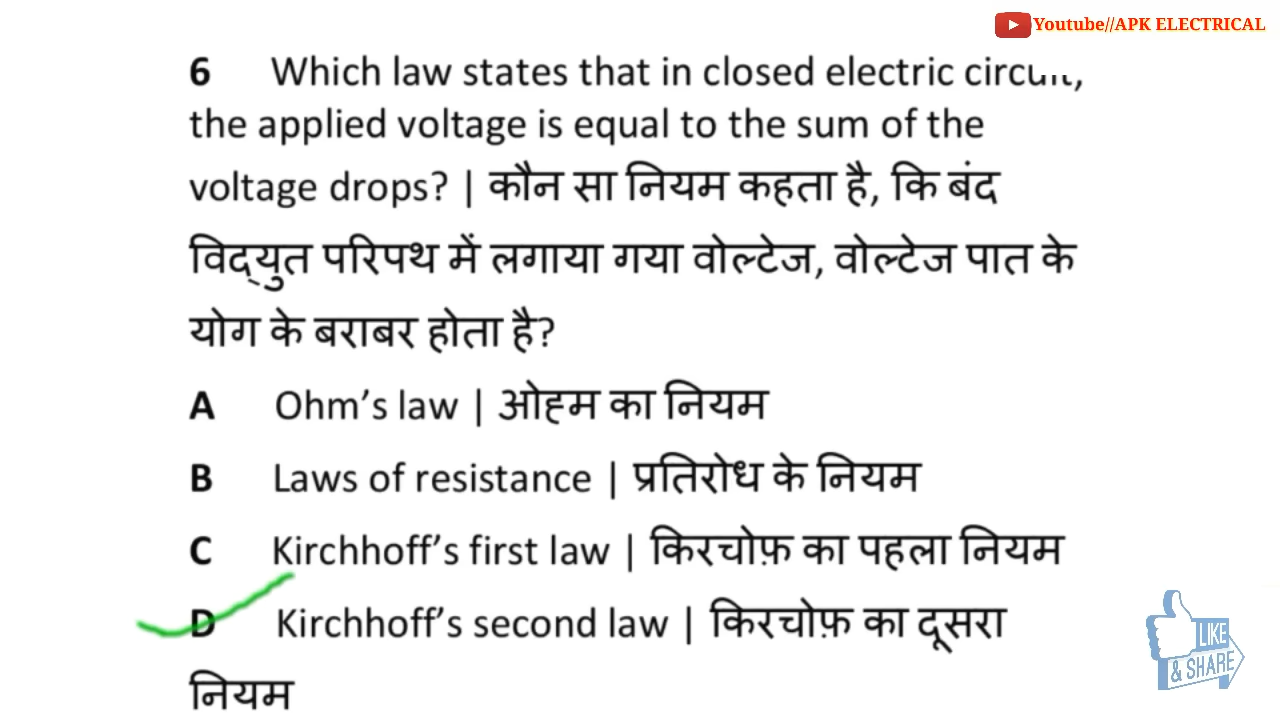 Youtube//APK ELECTRICAL
6 Which law states that in closed electric circuit,
the applied voltage is equal to the sum of the
voltage drops? | कौन सा नियम कहता है, कि बंद
विद्युत परिपथ में लगाया गया वोल्टेज, वोल्टेज पात के
योग के बराबर होता है?
A Ohm’s law | ओह्म का नियम
B Laws of resistance | प्रतिरोध के नियम
C Kirchhoff’s first law | किरचोफ़ का पहला नियम
D Kirchhoff’s second law | किरचोफ़ का दूसरा
नियम
LIKE
& SHARE